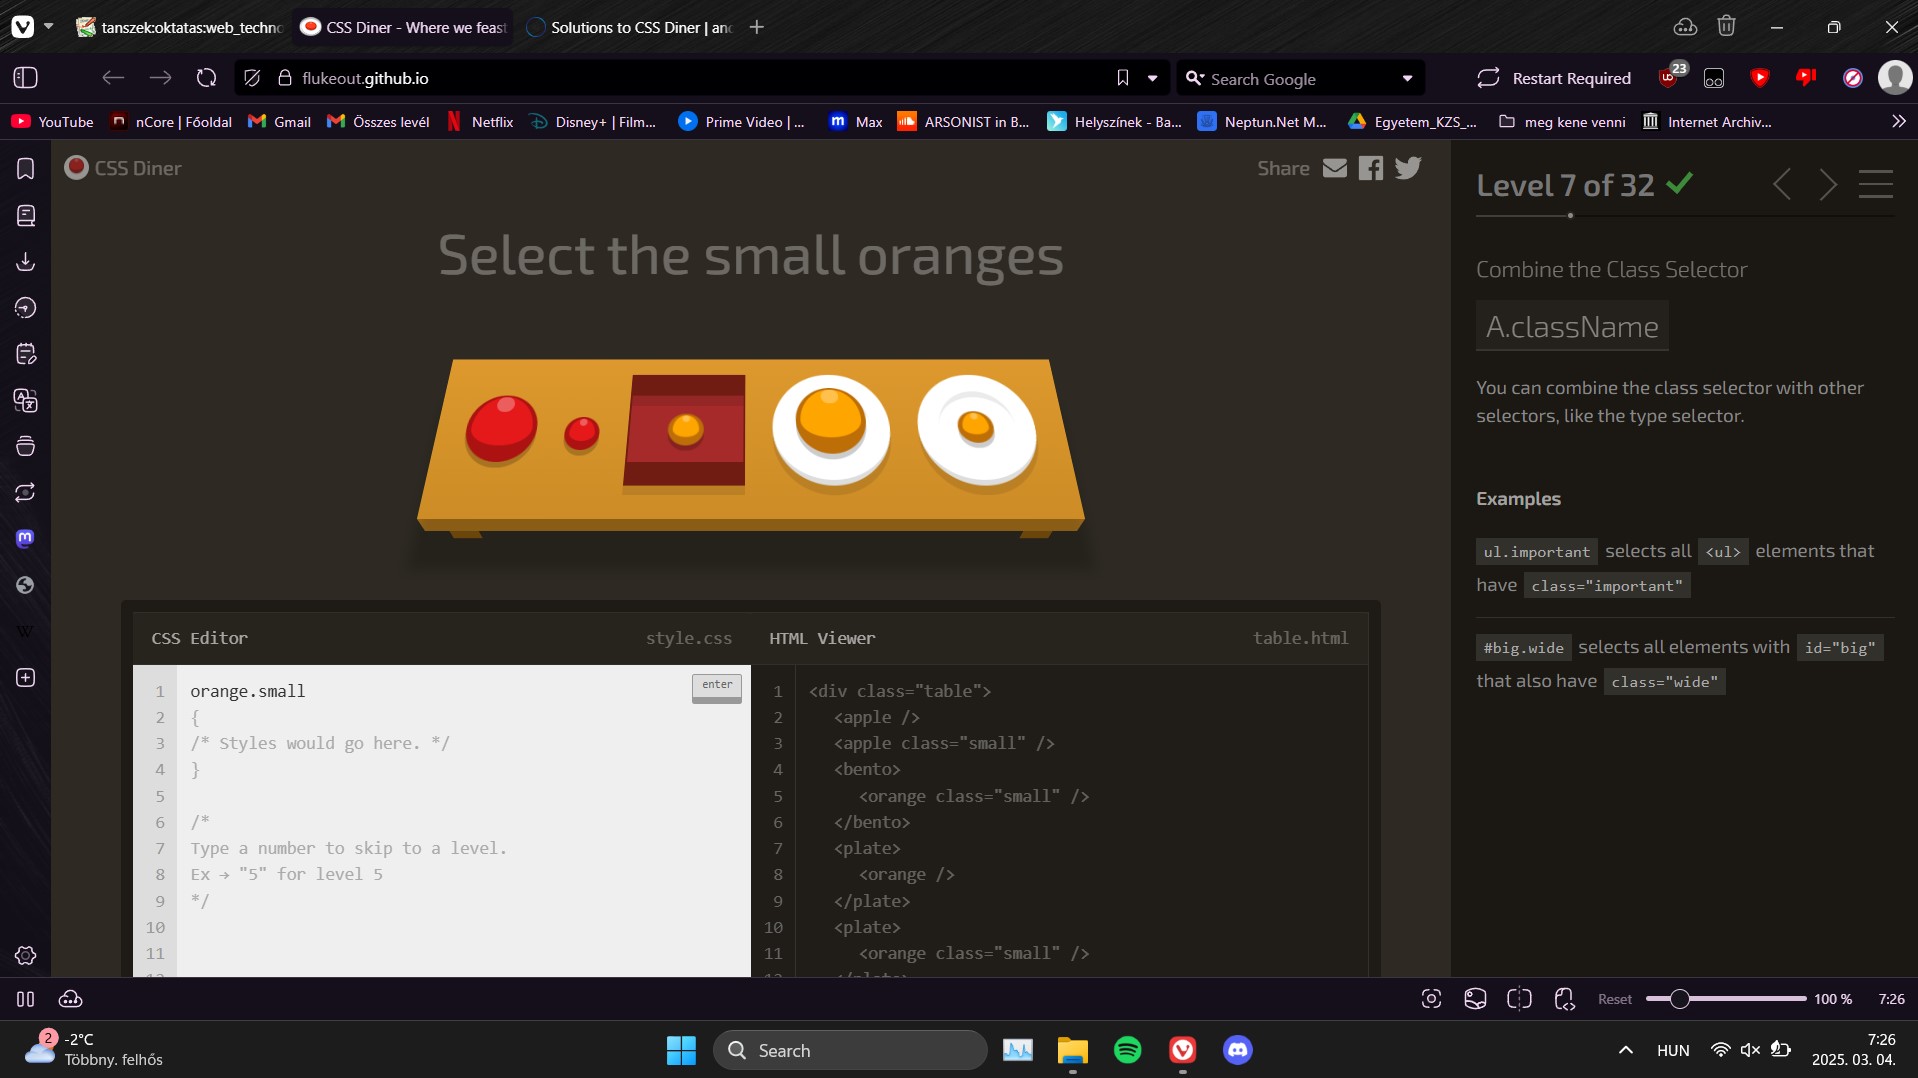 tanszek:oktatas:web_techno
CSS Diner - Where we feast
Solutions to CSS Diner | and
flukeout.github.io
Search Google
Restart Required
23
YouTube
nCore | Főoldal
Gmail
Összes levél
Netflix
Disney+ | Film...
Prime Video | ...
Max
ARSONIST in B...
Helyszínek - Ba...
Neptun.Net M...
Egyetem_KZS_...
meg kene venni
Internet Archiv...
CSS Diner
Share
Level 7 of 32
Select the small oranges
Combine the Class Selector
A.className
You can combine the class selector with other
selectors, like the type selector.
Examples
ul.important selects all <ul> elements that
have class="important"
#big.wide selects all elements with id="big"
that also have class="wide"
CSS Editor
style.css
HTML Viewer
table.html
1 orange.small
enter
2 {
3 /* Styles would go here. */
4 }
5
6 /*
7 Type a number to skip to a level.
8 Ex → "5" for level 5
9 */
10
11
12
1 <div class="table">
2 <apple />
3 <apple class="small" />
4 <bento>
5 <orange class="small" />
6 </bento>
7 <plate>
8 <orange />
9 </plate>
10 <plate>
11 <orange class="small" />
12 </plate>
Reset
100 %
7:26
2
-2°C
Többny. felhős
Search
HUN
7:26
2025. 03. 04.